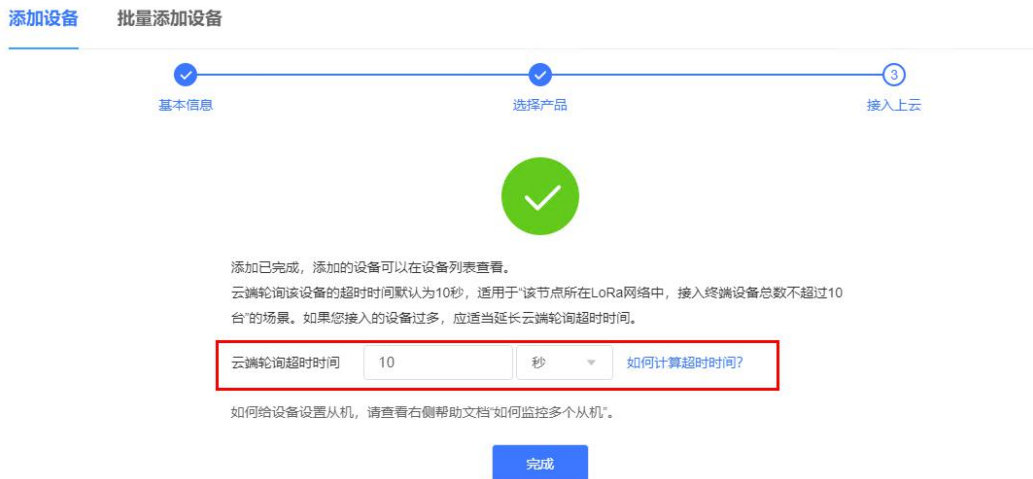 添加设备 批量添加设备
3
基本信息 选择产品 接入上云
添加已完成，添加的设备可以在设备列表查看。
云端轮询该设备的超时时间默认为10秒，适用于“该节点所在LoRa网络中，接入终端设备总数不超过10
台”的场景。如果您接入的设备过多，应适当延长云端轮询超时时间。
云端轮询超时时间 10 秒 如何计算超时时间?
如何给设备设置从机，请查看右侧帮助文档“如何监控多个从机”。
完成